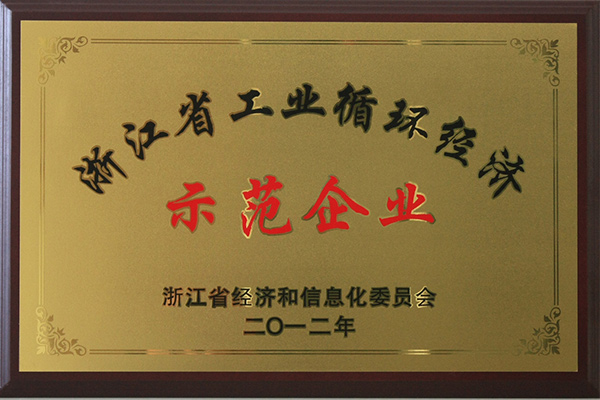 浙江省工业循环经济
示范企业
浙江省经济和信息化委员会
二〇一二年